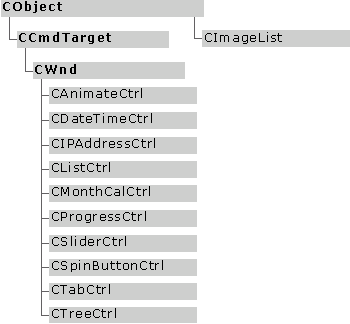 CObject
CCmdTarget
CImageList
CWnd
CAnimateCtrl
CDateTimeCtrl
CIPAddressCtrl
CListCtrl
CMonthCalCtrl
CProgressCtrl
CSliderCtrl
CSpinButtonCtrl
CTabCtrl
CTreeCtrl